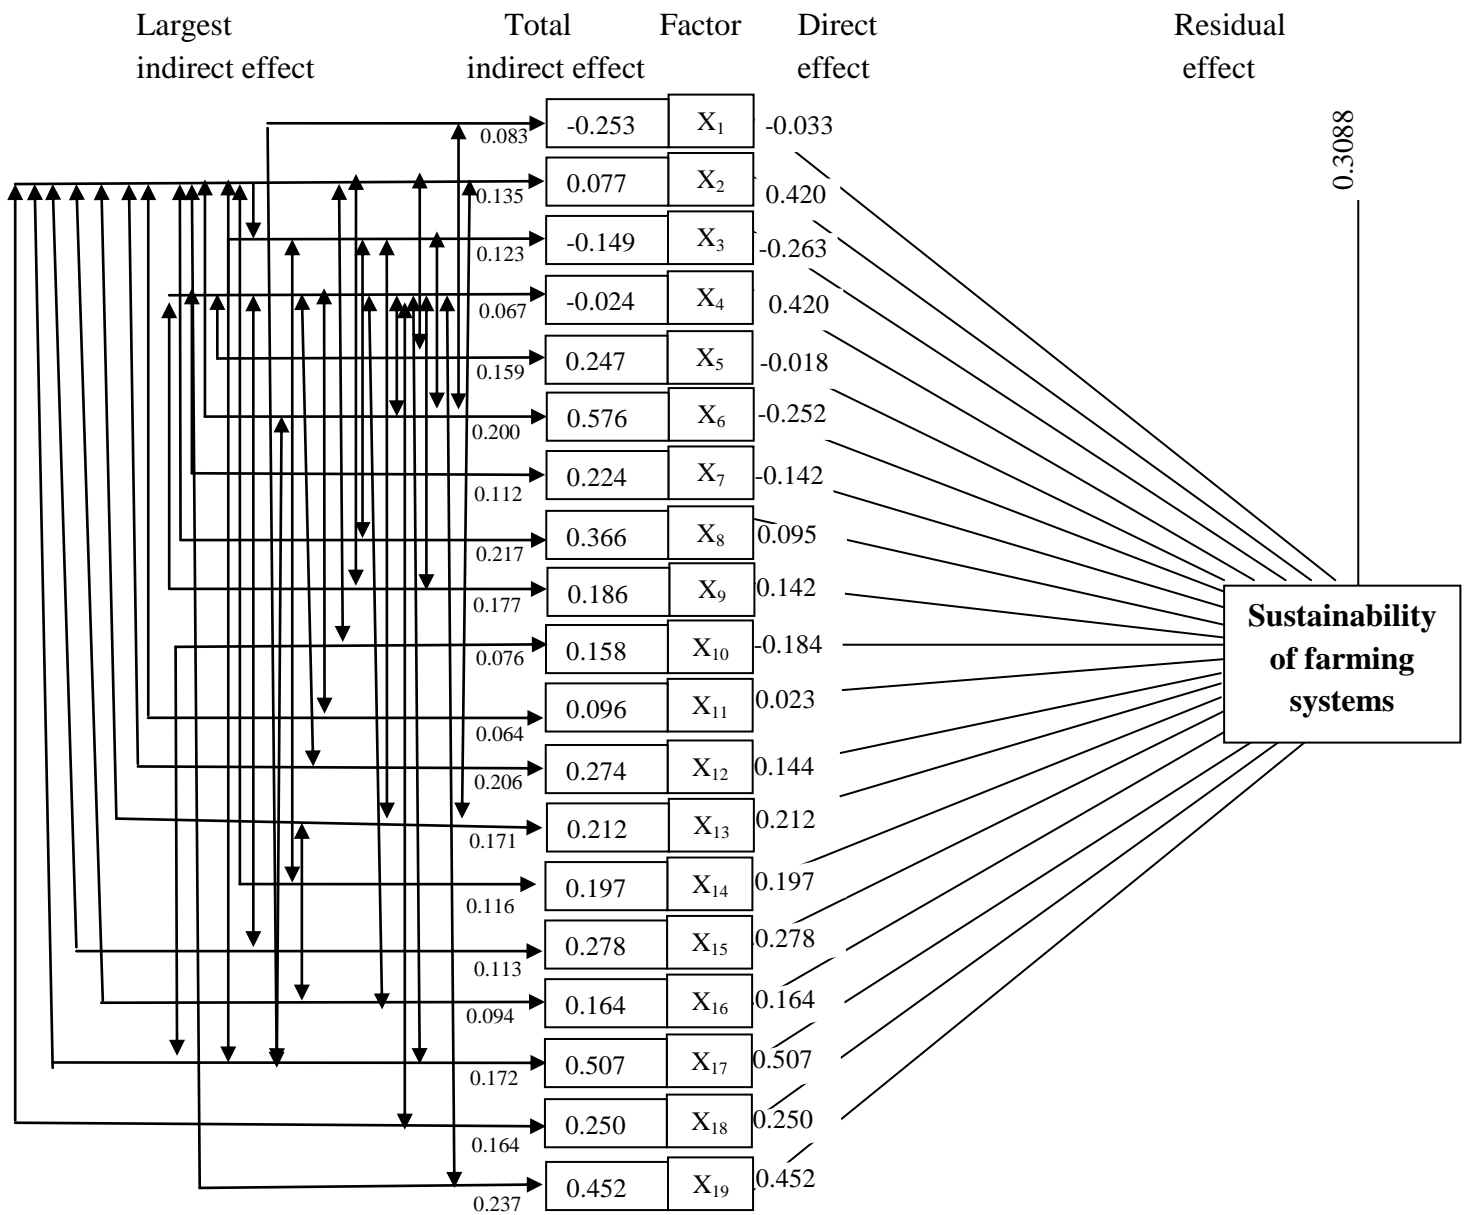 Largest Total Factor Direct Residual
indirect effect indirect effect effect effect
0.083 -0.253 X₁ -0.033
0.3088
0.135 0.077 X₂ 0.420
0.123 -0.149 X₃ -0.263
0.067 -0.024 X₄ 0.420
0.159 0.247 X₅ -0.018
0.200 0.576 X₆ -0.252
0.112 0.224 X₇ -0.142
0.217 0.366 X₈ 0.095
0.177 0.186 X₉ 0.142
0.076 0.158 X₁₀ -0.184
0.064 0.096 X₁₁ 0.023
0.206 0.274 X₁₂ 0.144
0.171 0.212 X₁₃ 0.212
0.116 0.197 X₁₄ 0.197
0.113 0.278 X₁₅ 0.278
0.094 0.164 X₁₆ 0.164
0.172 0.507 X₁₇ 0.507
0.164 0.250 X₁₈ 0.250
0.237 0.452 X₁₉ 0.452
Sustainability
of farming
systems